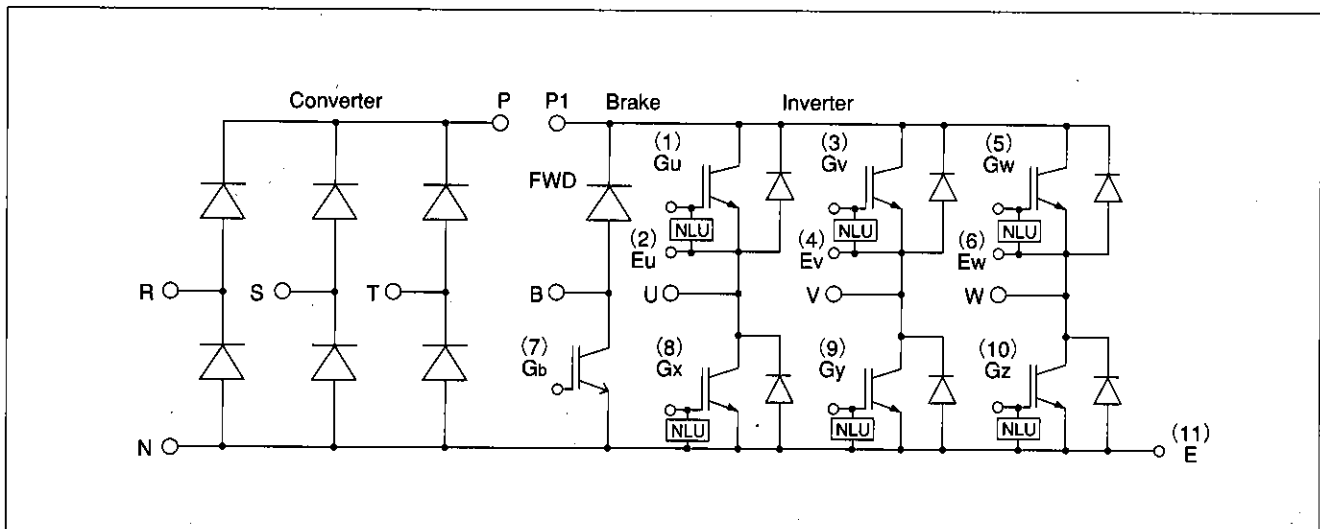 Converter P P1 Brake Inverter
(1) (3) (5)
Gu Gv Gw
FWD
NLU NLU NLU
(2) (4) (6)
Eu Ev Ew
R S T B U V W
(7) (8) (9) (10)
Gb Gx Gy Gz
NLU NLU NLU
N
(11)
E